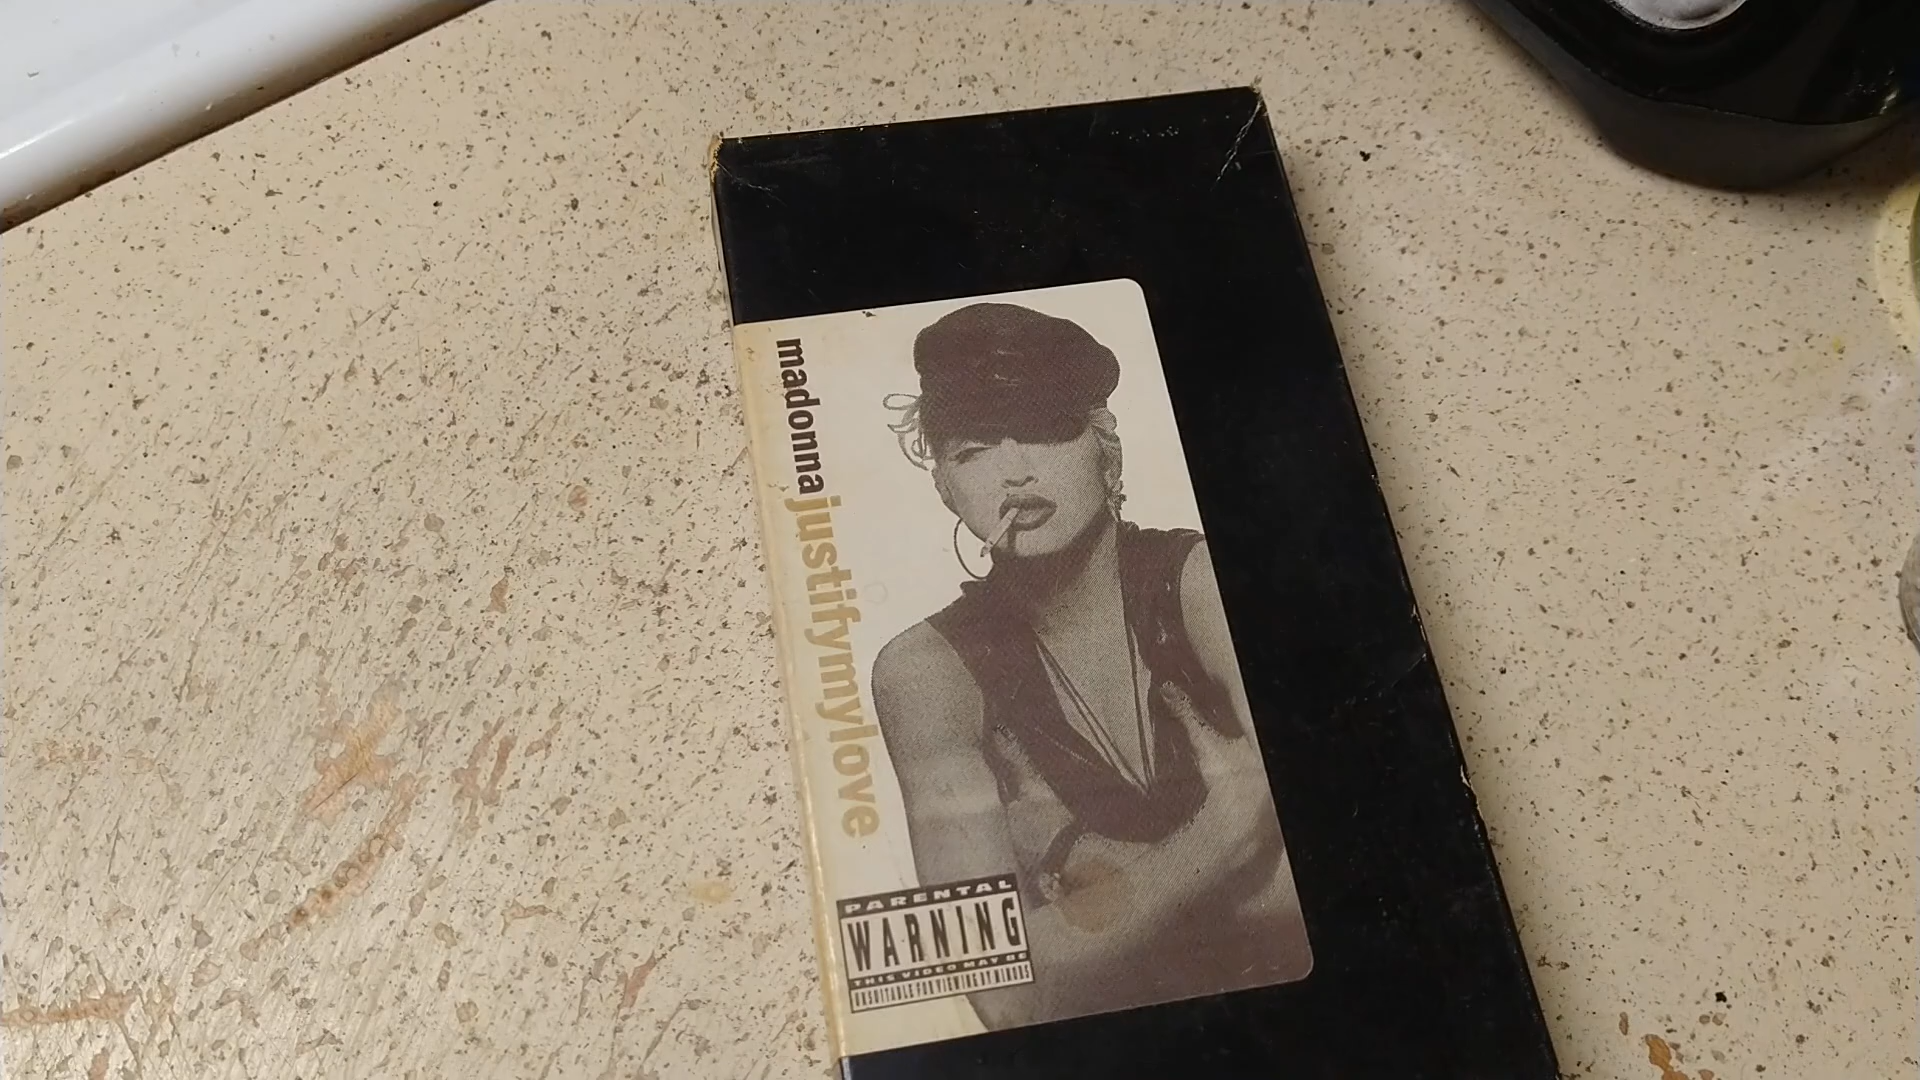 madonna justifymylove
PARENTAL
WARNING
THIS VIDEO MAY BE
UNSUITABLE FOR VIEWING BY MINORS